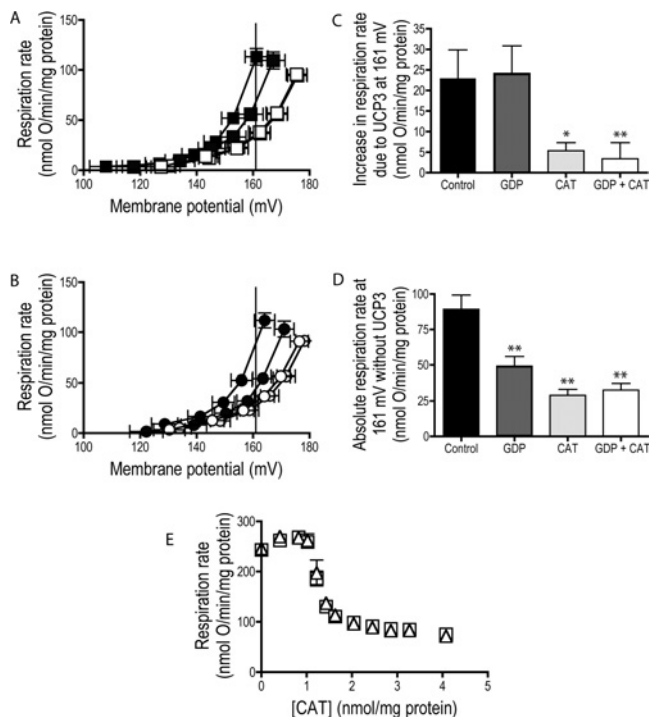 A
Respiration rate
(nmol O/min/mg protein)
150
100
50
0
100 120 140 160 180
Membrane potential (mV)
C
Increase in respiration rate
due to UCP3 at 161 mV
(nmol O/min/mg protein)
35
30
25
20
15
10
5
0
* **
Control GDP CAT GDP + CAT
B
Respiration rate
(nmol O/min/mg protein)
150
100
50
0
100 120 140 160 180
Membrane potential (mV)
D
Absolute respiration rate at
161 mV without UCP3
(nmol O/min/mg protein)
100
75
50
25
0
** ** **
Control GDP CAT GDP + CAT
E
Respiration rate
(nmol O/min/mg protein)
300
200
100
0
0 1 2 3 4 5
[CAT] (nmol/mg protein)